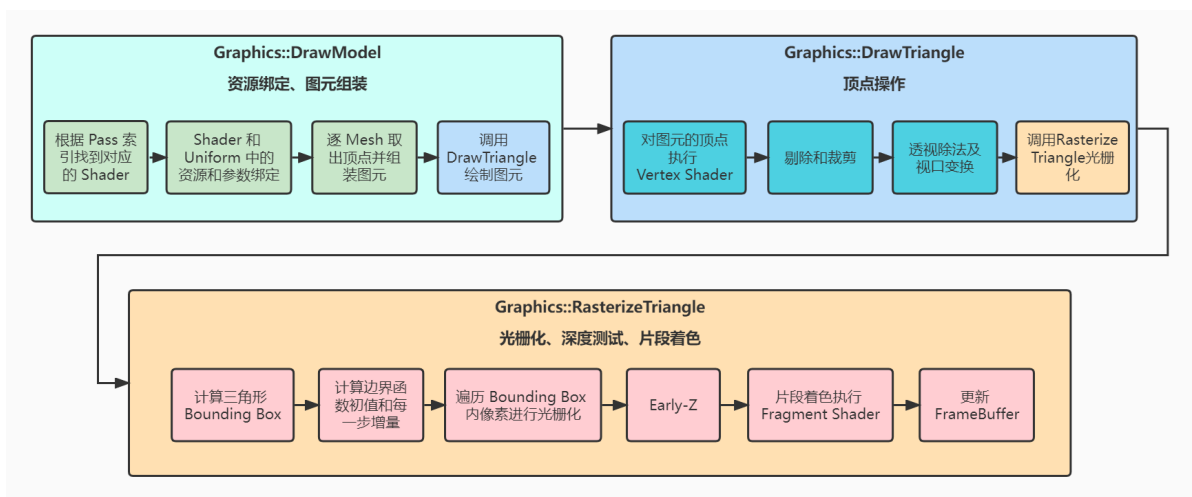 Graphics::DrawModel
资源绑定、图元组装
根据 Pass 索
引找到对应
的 Shader
Shader 和
Uniform 中的
资源和参数绑定
逐 Mesh 取
出顶点并组
装图元
调用
DrawTriangle
绘制图元
Graphics::DrawTriangle
顶点操作
对图元的顶点
执行
Vertex Shader
剔除和裁剪
透视除法及
视口变换
调用Rasterize
Triangle光栅
化
Graphics::RasterizeTriangle
光栅化、深度测试、片段着色
计算三角形
Bounding Box
计算边界函
数初值和每
一步增量
遍历 Bounding Box
内像素进行光栅化
Early-Z
片段着色执行
Fragment Shader
更新
FrameBuffer